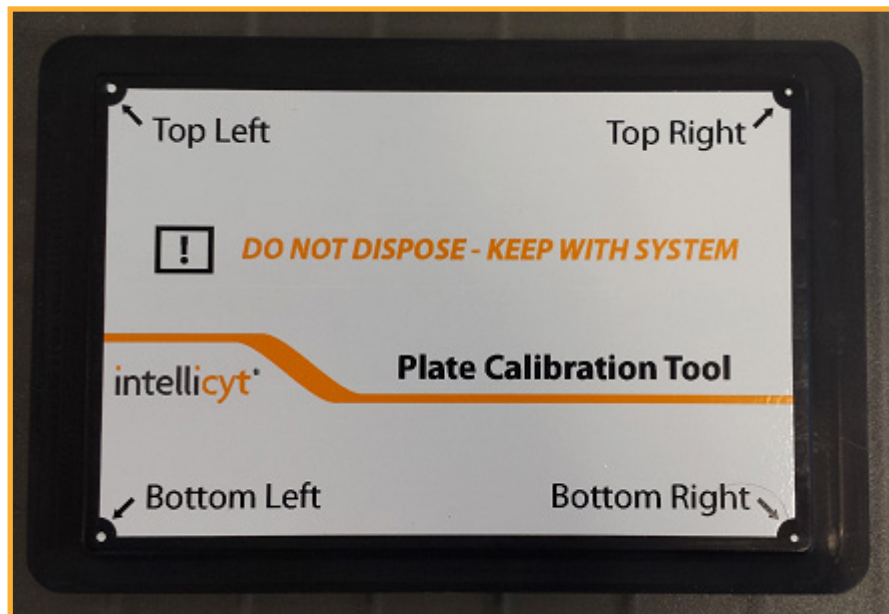 Top Left
Top Right
! DO NOT DISPOSE - KEEP WITH SYSTEM
Plate Calibration Tool
intellicyt®
Bottom Left
Bottom Right